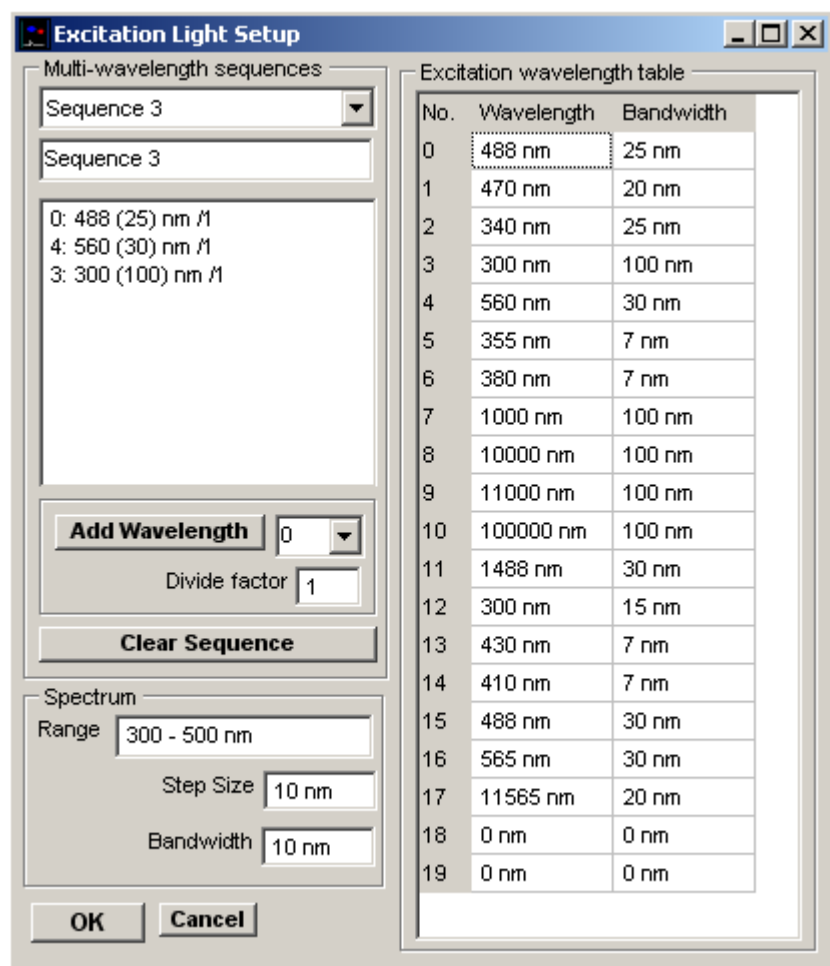 Excitation Light Setup
Multi-wavelength sequences
Sequence 3
Sequence 3
0: 488 (25) nm /1
4: 560 (30) nm /1
3: 300 (100) nm /1
Add Wavelength 0
Divide factor 1
Clear Sequence
Spectrum
Range 300 - 500 nm
Step Size 10 nm
Bandwidth 10 nm
OK Cancel
Excitation wavelength table
No. Wavelength Bandwidth
0 488 nm 25 nm
1 470 nm 20 nm
2 340 nm 25 nm
3 300 nm 100 nm
4 560 nm 30 nm
5 355 nm 7 nm
6 380 nm 7 nm
7 1000 nm 100 nm
8 10000 nm 100 nm
9 11000 nm 100 nm
10 100000 nm 100 nm
11 1488 nm 30 nm
12 300 nm 15 nm
13 430 nm 7 nm
14 410 nm 7 nm
15 488 nm 30 nm
16 565 nm 30 nm
17 11565 nm 20 nm
18 0 nm 0 nm
19 0 nm 0 nm